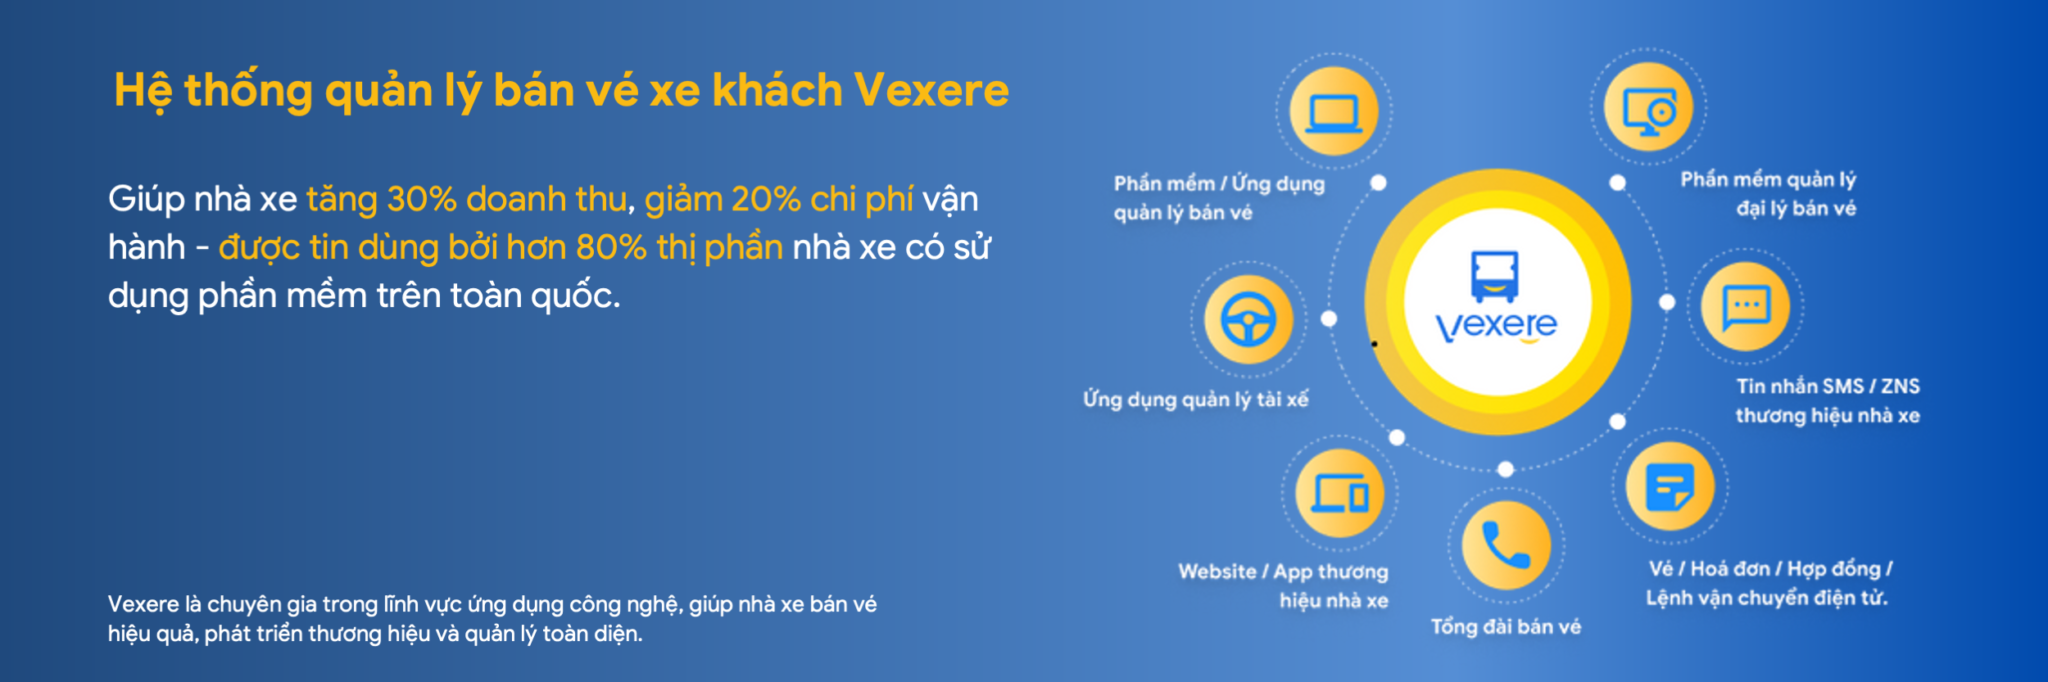 Hệ thống quản lý bán vé xe khách Vexere
Giúp nhà xe tăng 30% doanh thu, giảm 20% chi phí vận
hành - được tin dùng bởi hơn 80% thị phần nhà xe có sử
dụng phần mềm trên toàn quốc.
Vexere là chuyên gia trong lĩnh vực ứng dụng công nghệ, giúp nhà xe bán vé
hiệu quả, phát triển thương hiệu và quản lý toàn diện.
Phần mềm / Ứng dụng
quản lý bán vé
Phần mềm quản lý
đại lý bán vé
Vexere
Ứng dụng quản lý tài xế
Tin nhắn SMS / ZNS
thương hiệu nhà xe
Website / App thương
hiệu nhà xe
Tổng đài bán vé
Vé / Hoá đơn / Hợp đồng /
Lệnh vận chuyển điện tử.